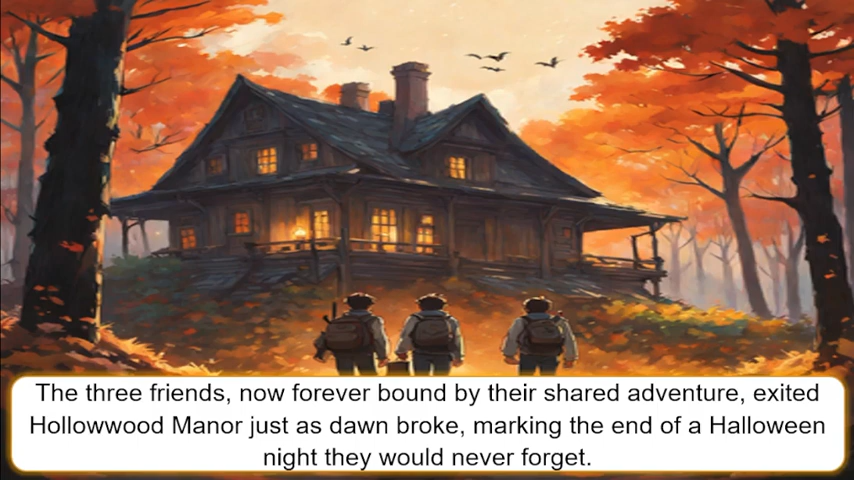 The three friends, now forever bound by their shared adventure, exited
Hollowwood Manor just as dawn broke, marking the end of a Halloween
night they would never forget.